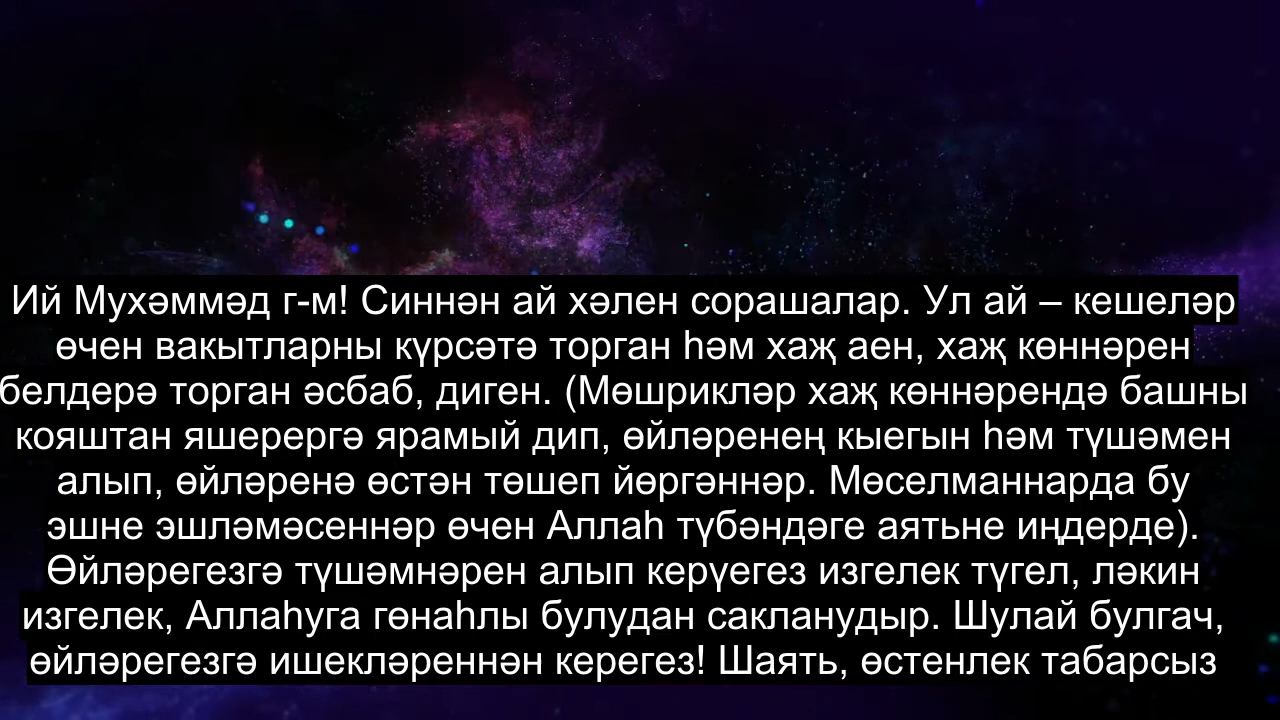 Ий Мухәммәд г-м! Синнән ай хәлен сорашалар. Ул ай – кешеләр
өчен вакытларны күрсәтә торган һәм хаҗ аен, хаҗ көннәрен
белдерә торган әсбаб, диген. (Мөшрикләр хаҗ көннәрендә башны
кояштан яшерергә ярамый дип, өйләренең кыегын һәм түшәмен
алып, өйләренә өстән төшеп йөргәннәр. Мөселманнарда бу
эшне эшләмәсеннәр өчен Аллаһ түбәндәге аятьне иңдерде).
Өйләрегезгә түшәмнәрен алып керүегез изгелек түгел, ләкин
изгелек, Аллаһуга гөнаһлы булудан сакланудыр. Шулай булгач,
өйләрегезгә ишекләреннән керегез! Шаять, өстенлек табарсыз